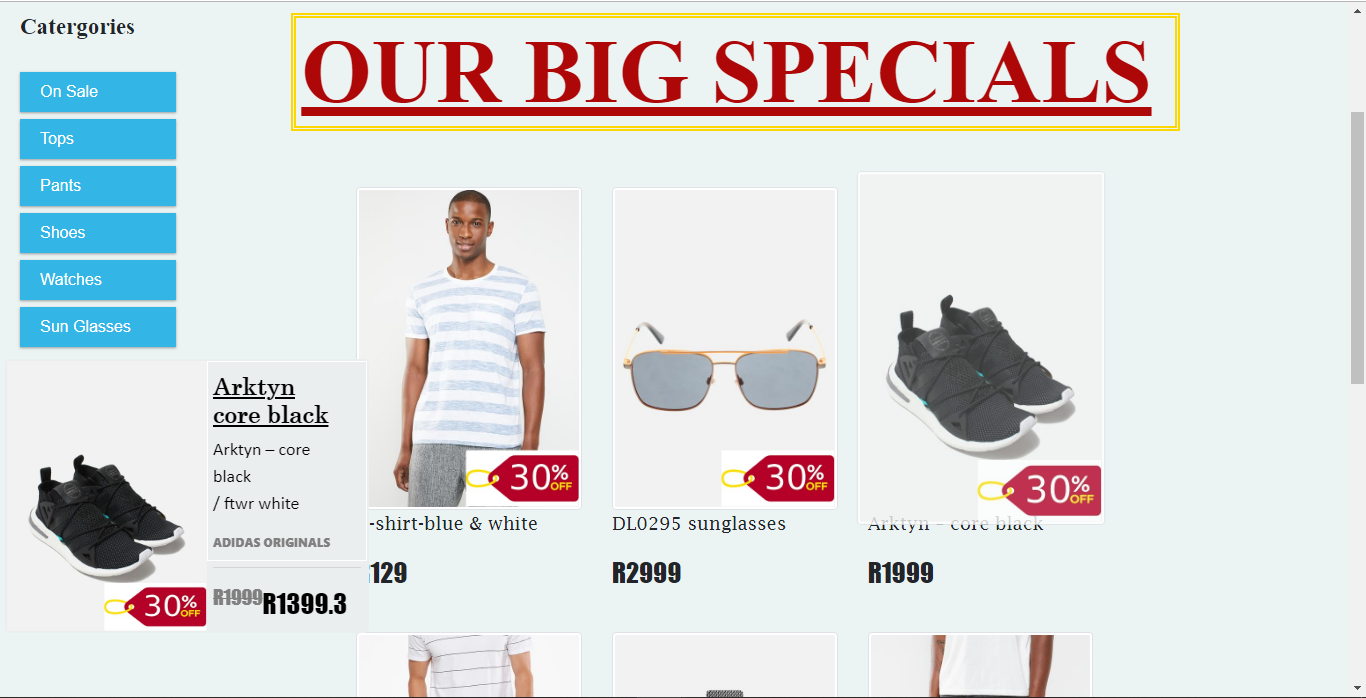 Catergories
OUR BIG SPECIALS
On Sale
Tops
Pants
Shoes
Watches
Sun Glasses
Arktyn
core black
Arktyn – core
black
/ ftwr white
ADIDAS ORIGINALS
R1999 R1399.3
30% OFF
30% OFF
30% OFF
30% OFF
-shirt-blue & white
DL0295 sunglasses
Arktyn – core black
129
R2999
R1999